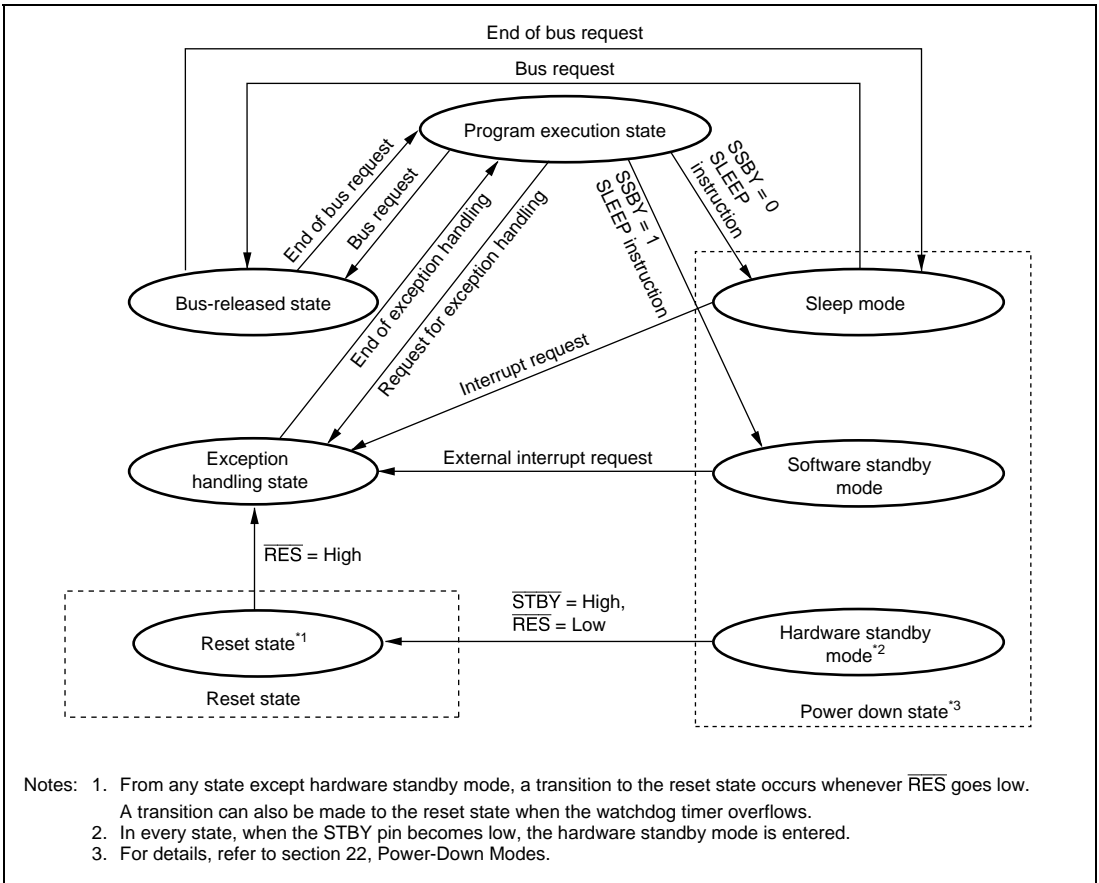 End of bus request
Bus request
Program execution state
End of bus request
Bus request
End of exception handling
Request for exception handling
SSBY = 1
SLEEP instruction
SSBY = 0
SLEEP
instruction
Bus-released state
Sleep mode
Interrupt request
Exception
handling state
External interrupt request
Software standby
mode
R̅E̅S̅ = High
S̅T̅B̅Y̅ = High,
R̅E̅S̅ = Low
Reset state*1
Hardware standby
mode*2
Reset state
Power down state*3
Notes: 1. From any state except hardware standby mode, a transition to the reset state occurs whenever R̅E̅S̅ goes low.
A transition can also be made to the reset state when the watchdog timer overflows.
2. In every state, when the STBY pin becomes low, the hardware standby mode is entered.
3. For details, refer to section 22, Power-Down Modes.